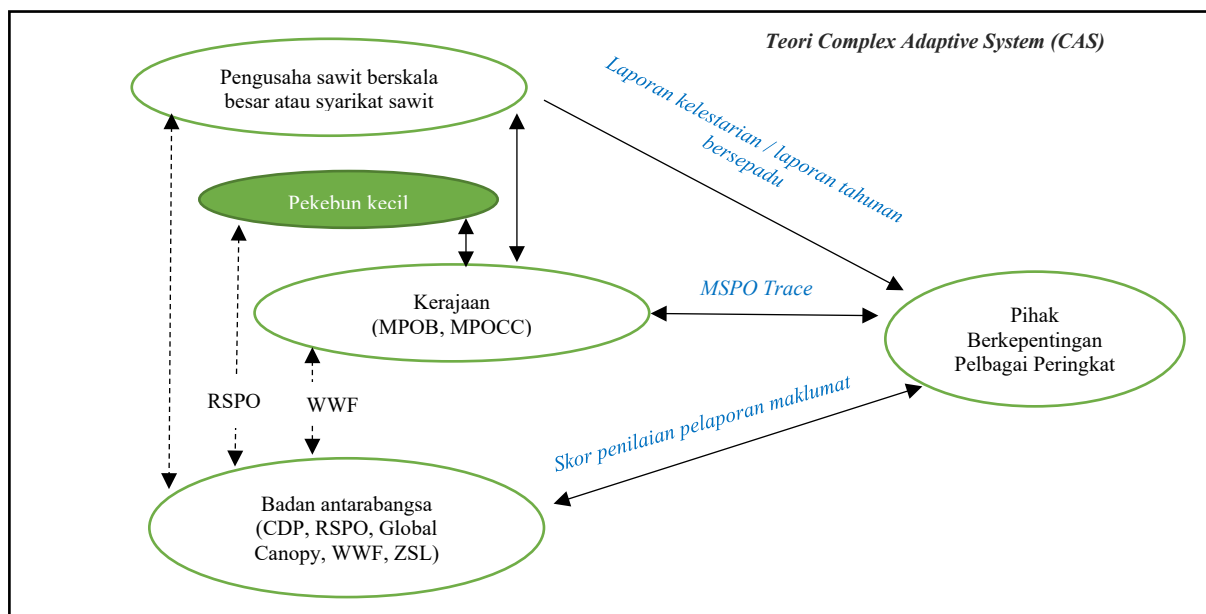 Teori Complex Adaptive System (CAS)
Pengusaha sawit berskala
besar atau syarikat sawit
Laporan kelestarian / laporan tahunan
bersepadu
Pekebun kecil
Kerajaan
(MPOB, MPOCC)
MSPO Trace
Pihak
Berkepentingan
Pelbagai Peringkat
RSPO
WWF
Skor penilaian pelaporan maklumat
Badan antarabangsa
(CDP, RSPO, Global
Canopy, WWF, ZSL)